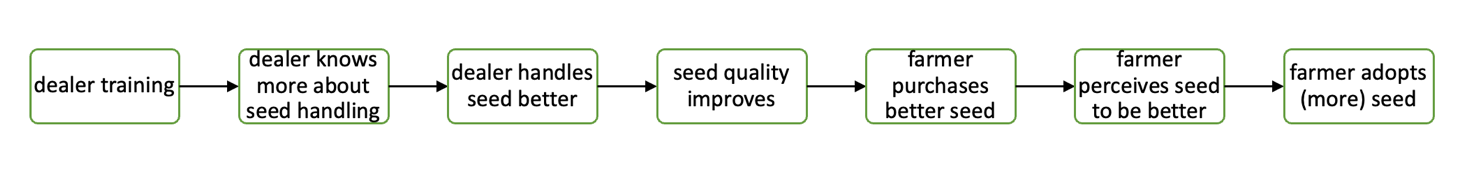 dealer training
dealer knows
more about
seed handling
dealer handles
seed better
seed quality
improves
farmer
purchases
better seed
farmer
perceives seed
to be better
farmer adopts
(more) seed